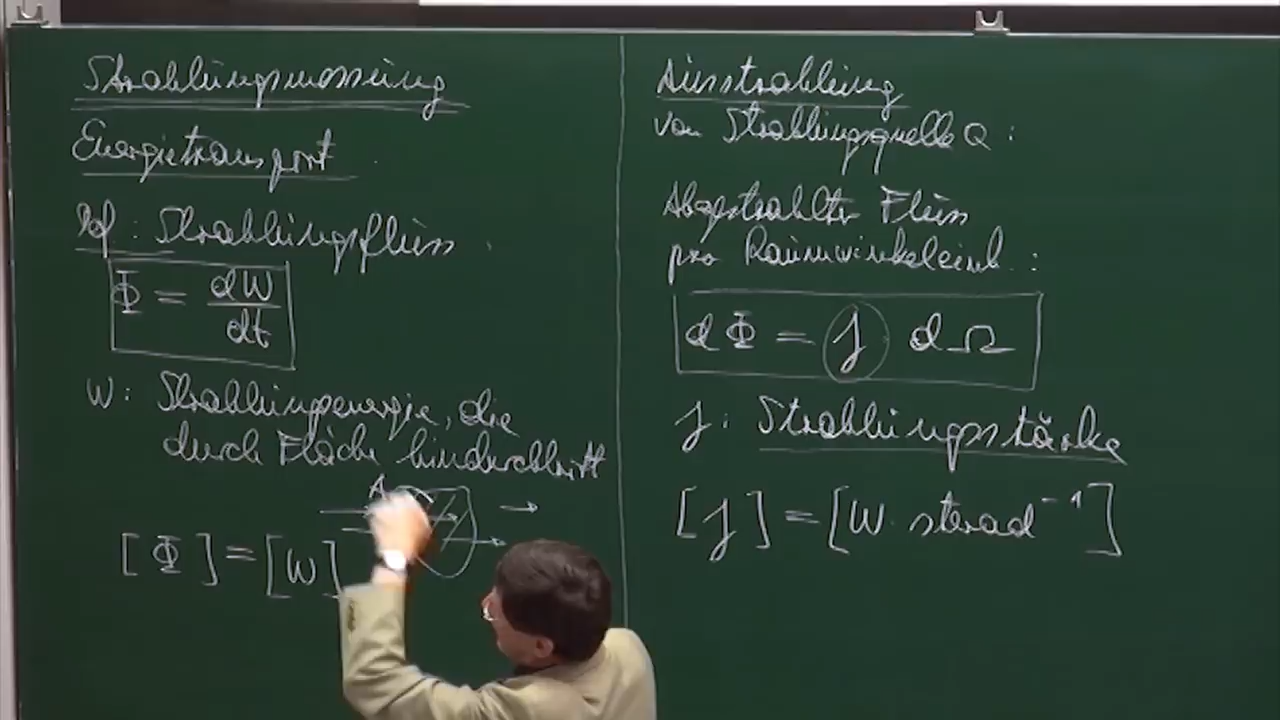 Strahlungsmessung
Energietransport
Def: Strahlungsfluss
Φ = dW/dt
W: Strahlungsenergie, die
durch Fläche hindurchtritt
A
[Φ] = [W]
Ausstrahlung
von Strahlungsquelle Q:
Abgestrahlter Fluss
pro Raumwinkeleinh.:
dΦ = J dΩ
J: Strahlungsstärke
[J] = [W · sterad⁻¹]